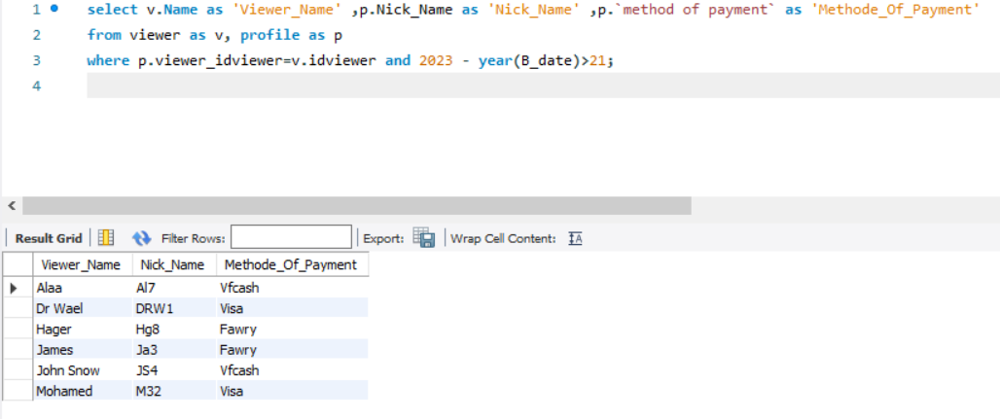 1 select v.Name as 'Viewer_Name' ,p.Nick_Name as 'Nick_Name' ,p.`method of payment` as 'Methode_Of_Payment'
2 from viewer as v, profile as p
3 where p.viewer_idviewer=v.idviewer and 2023 - year(B_date)>21;
4
Result Grid Filter Rows: Export: Wrap Cell Content: IA
Viewer_Name Nick_Name Methode_Of_Payment
Alaa Al7 Vfcash
Dr Wael DRW1 Visa
Hager Hg8 Fawry
James Ja3 Fawry
John Snow JS4 Vfcash
Mohamed M32 Visa